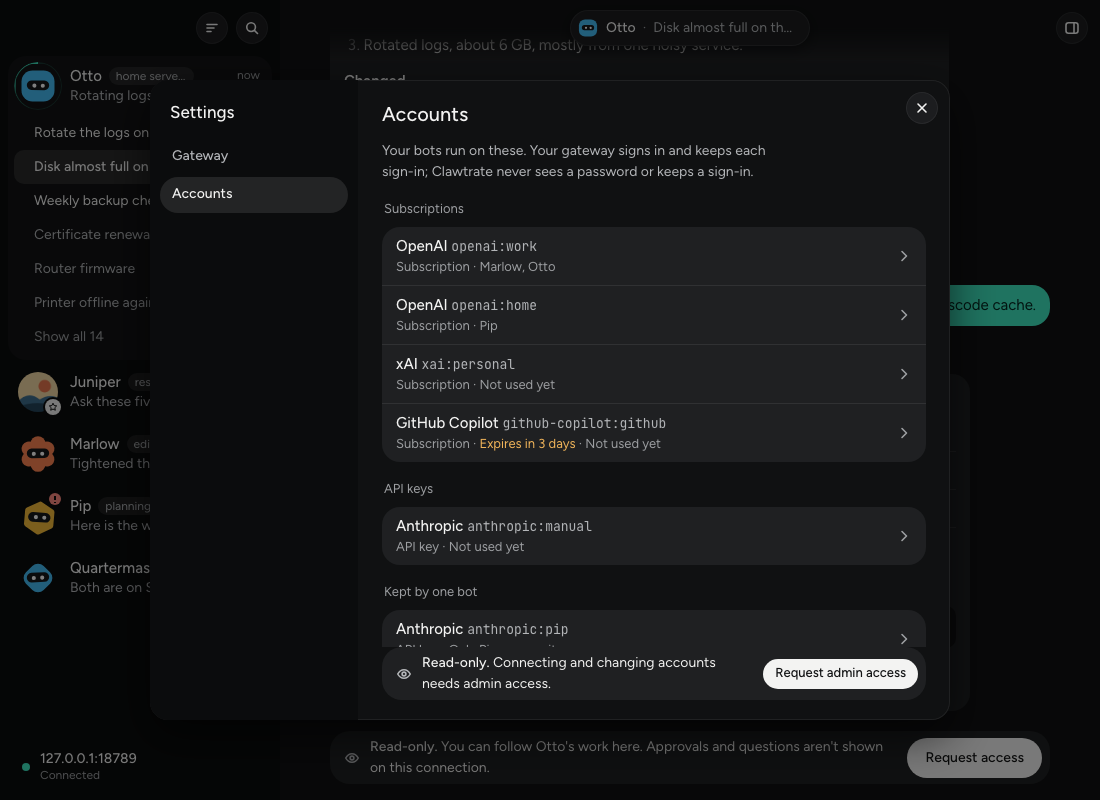 Otto · Disk almost full on th…
3. Rotated logs, about 6 GB, mostly from one noisy service.
Changed
Otto home serve… now
Rotating logs
Rotate the logs on
Disk almost full on
Weekly backup che
Certificate renewa
Router firmware
Printer offline again
Show all 14
Juniper res
Ask these fiv
Marlow edi
Tightened th
Pip planning
Here is the w
Quartermas
Both are on S
127.0.0.1:18789
Connected
Settings
Gateway
Accounts
Accounts
Your bots run on these. Your gateway signs in and keeps each
sign-in; Clawtrate never sees a password or keeps a sign-in.
Subscriptions
OpenAI openai:work
Subscription · Marlow, Otto
OpenAI openai:home
Subscription · Pip
xAI xai:personal
Subscription · Not used yet
GitHub Copilot github-copilot:github
Subscription · Expires in 3 days · Not used yet
API keys
Anthropic anthropic:manual
API key · Not used yet
Kept by one bot
Anthropic anthropic:pip
Read-only. Connecting and changing accounts
needs admin access.
Request admin access
scode cache.
Read-only. You can follow Otto's work here. Approvals and questions aren't shown
on this connection.
Request access